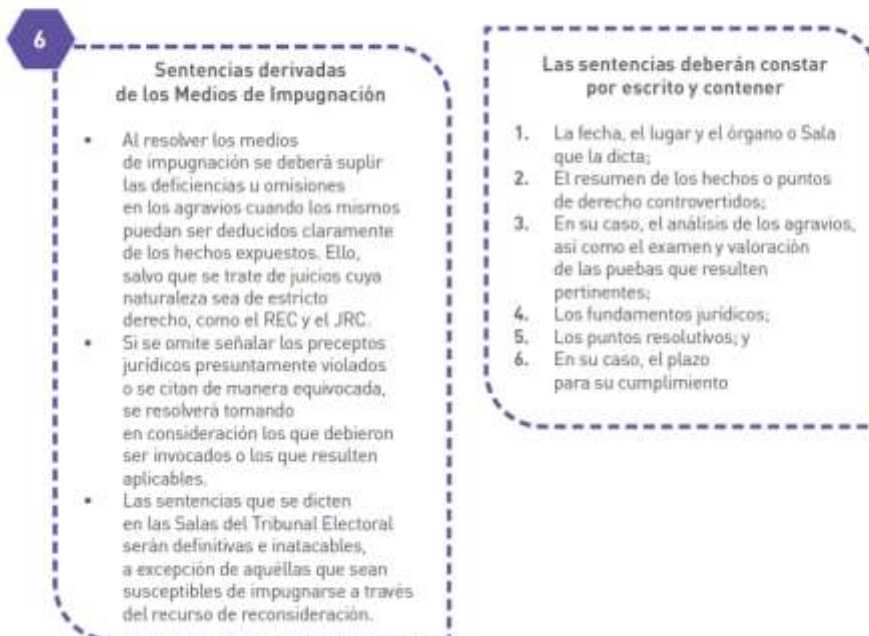 6
Sentencias derivadas
de los Medios de Impugnación
• Al resolver los medios
de impugnación se deberá suplir
las deficiencias u omisiones
en los agravios cuando los mismos
puedan ser deducidos claramente
de los hechos expuestos. Ello,
salvo que se trate de juicios cuya
naturaleza sea de estricto
derecho, como el REC y el JRC.
• Si se omite señalar los preceptos
jurídicos presuntamente violados
o se citan de manera equivocada,
se resolverá tomando
en consideración los que debieron
ser invocados o los que resulten
aplicables.
• Las sentencias que se dicten
en las Salas del Tribunal Electoral
serán definitivas e inatacables,
a excepción de aquéllas que sean
susceptibles de impugnarse a través
del recurso de reconsideración.
Las sentencias deberán constar
por escrito y contener
1. La fecha, el lugar y el órgano o Sala
que la dicta;
2. El resumen de los hechos o puntos
de derecho controvertidos;
3. En su caso, el análisis de los agravios,
así como el examen y valoración
de las puebas que resulten
pertinentes;
4. Los fundamentos jurídicos;
5. Los puntos resolutivos; y
6. En su caso, el plazo
para su cumplimiento